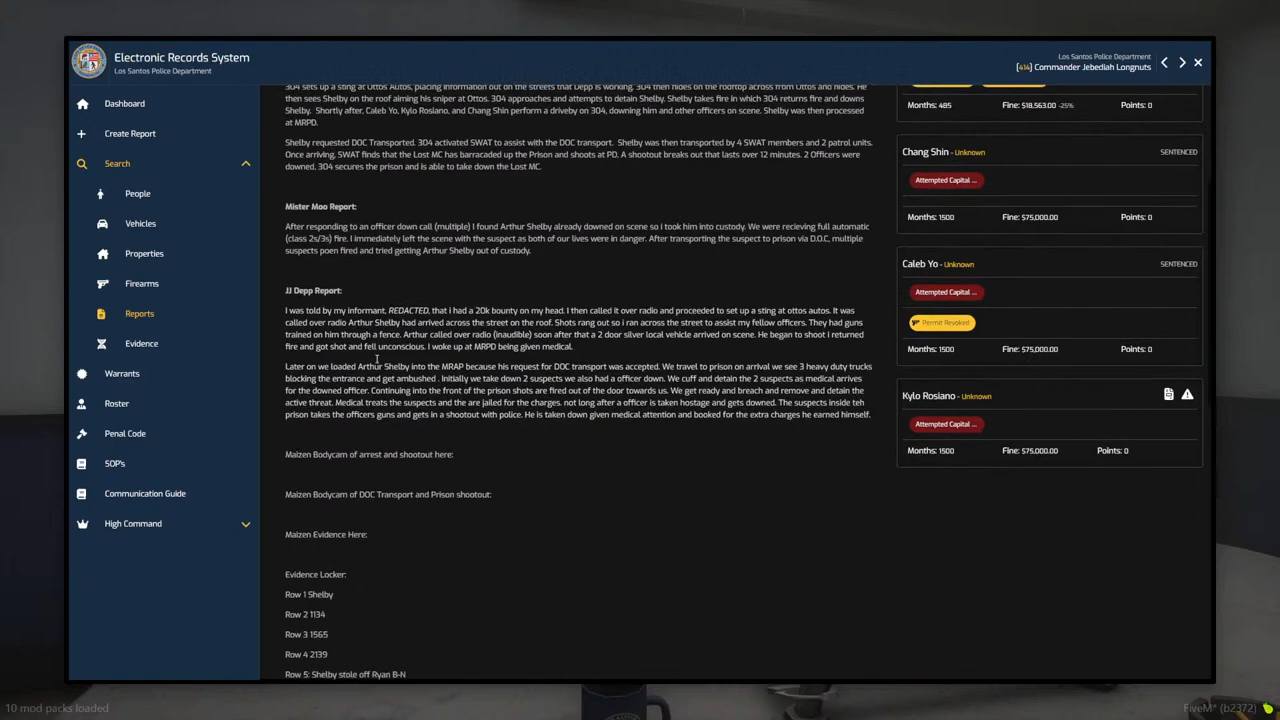 Electronic Records System
Los Santos Police Department
Los Santos Police Department
[414] Commander Jebediah Longnuts
Dashboard
Create Report
Search
People
Vehicles
Properties
Firearms
Reports
Evidence
Warrants
Roster
Penal Code
SOP's
Communication Guide
High Command
304 sets up a sting at Ottos Autos, placing information out on the streets that Depp is working. 304 then hides on the rooftop across from Ottos and hides. He
then sees Shelby on the roof aiming his sniper at Ottos. 304 approaches and attempts to detain Shelby. Shelby takes fire in which 304 returns fire and downs
Shelby. Shortly after, Caleb Yo, Kylo Rosiano, and Chang Shin perform a driveby on 304, downing him and other officers on scene. Shelby was then processed
at MRPD.
Shelby requested DOC Transported. 304 activated SWAT to assist with the DOC transport. Shelby was then transported by 4 SWAT members and 2 patrol units.
Once arriving, SWAT finds that the Lost MC has barracaded up the Prison and shoots at PD. A shootout breaks out that lasts over 12 minutes. 2 Officers were
downed, 304 secures the prison and is able to take down the Lost MC.
Mister Moo Report:
After responding to an officer down call (multiple) I found Arthur Shelby already downed on scene so i took him into custody. We were recieving full automatic
(class 2s/3s) fire. I immediately left the scene with the suspect as both of our lives were in danger. After transporting the suspect to prison via D.O.C, multiple
suspects poen fired and tried getting Arthur Shelby out of custody.
JJ Depp Report:
I was told by my informant, REDACTED, that i had a 20k bounty on my head. I then called it over radio and proceeded to set up a sting at ottos autos. It was
called over radio Arthur Shelby had arrived across the street on the roof. Shots rang out so i ran across the street to assist my fellow officers. They had guns
trained on him through a fence. Arthur called over radio (inaudible) soon after that a 2 door silver local vehicle arrived on scene. He began to shoot i returned
fire and got shot and fell unconscious. I woke up at MRPD being given medical.
Later on we loaded Arthur Shelby into the MRAP because his request for DOC transport was accepted. We travel to prison on arrival we see 3 heavy duty trucks
blocking the entrance and get ambushed . Initially we take down 2 suspects we also had a officer down. We cuff and detain the 2 suspects as medical arrives
for the downed officer. Continuing into the front of the prison shots are fired out of the door towards us. We get ready and breach and remove and detain the
active threat. Medical treats the suspects and the are jailed for the charges. not long after a officer is taken hostage and gets downed. The suspects inside teh
prison takes the officers guns and gets in a shootout with police. He is taken down given medical attention and booked for the extra charges he earned himself.
Maizen Bodycam of arrest and shootout here:
Maizen Bodycam of DOC Transport and Prison shootout:
Maizen Evidence Here:
Evidence Locker:
Row 1 Shelby
Row 2 1134
Row 3 1565
Row 4 2139
Row 5: Shelby stole off Ryan B-N
Months: 485 Fine: $18,563.00 -25% Points: 0
Chang Shin - Unknown SENTENCED
Attempted Capital ...
Months: 1500 Fine: $75,000.00 Points: 0
Caleb Yo - Unknown SENTENCED
Attempted Capital ...
Permit Revoked
Months: 1500 Fine: $75,000.00 Points: 0
Kylo Rosiano - Unknown
Attempted Capital ...
Months: 1500 Fine: $75,000.00 Points: 0
10 mod packs loaded
FiveM* (b2372)